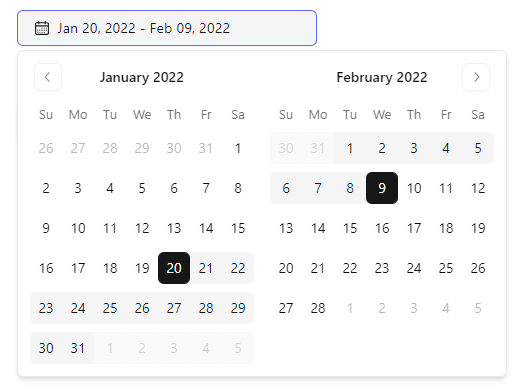 Jan 20, 2022 - Feb 09, 2022
January 2022
Su Mo Tu We Th Fr Sa
26 27 28 29 30 31 1
2 3 4 5 6 7 8
9 10 11 12 13 14 15
16 17 18 19 20 21 22
23 24 25 26 27 28 29
30 31 1 2 3 4 5
February 2022
Su Mo Tu We Th Fr Sa
30 31 1 2 3 4 5
6 7 8 9 10 11 12
13 14 15 16 17 18 19
20 21 22 23 24 25 26
27 28 1 2 3 4 5